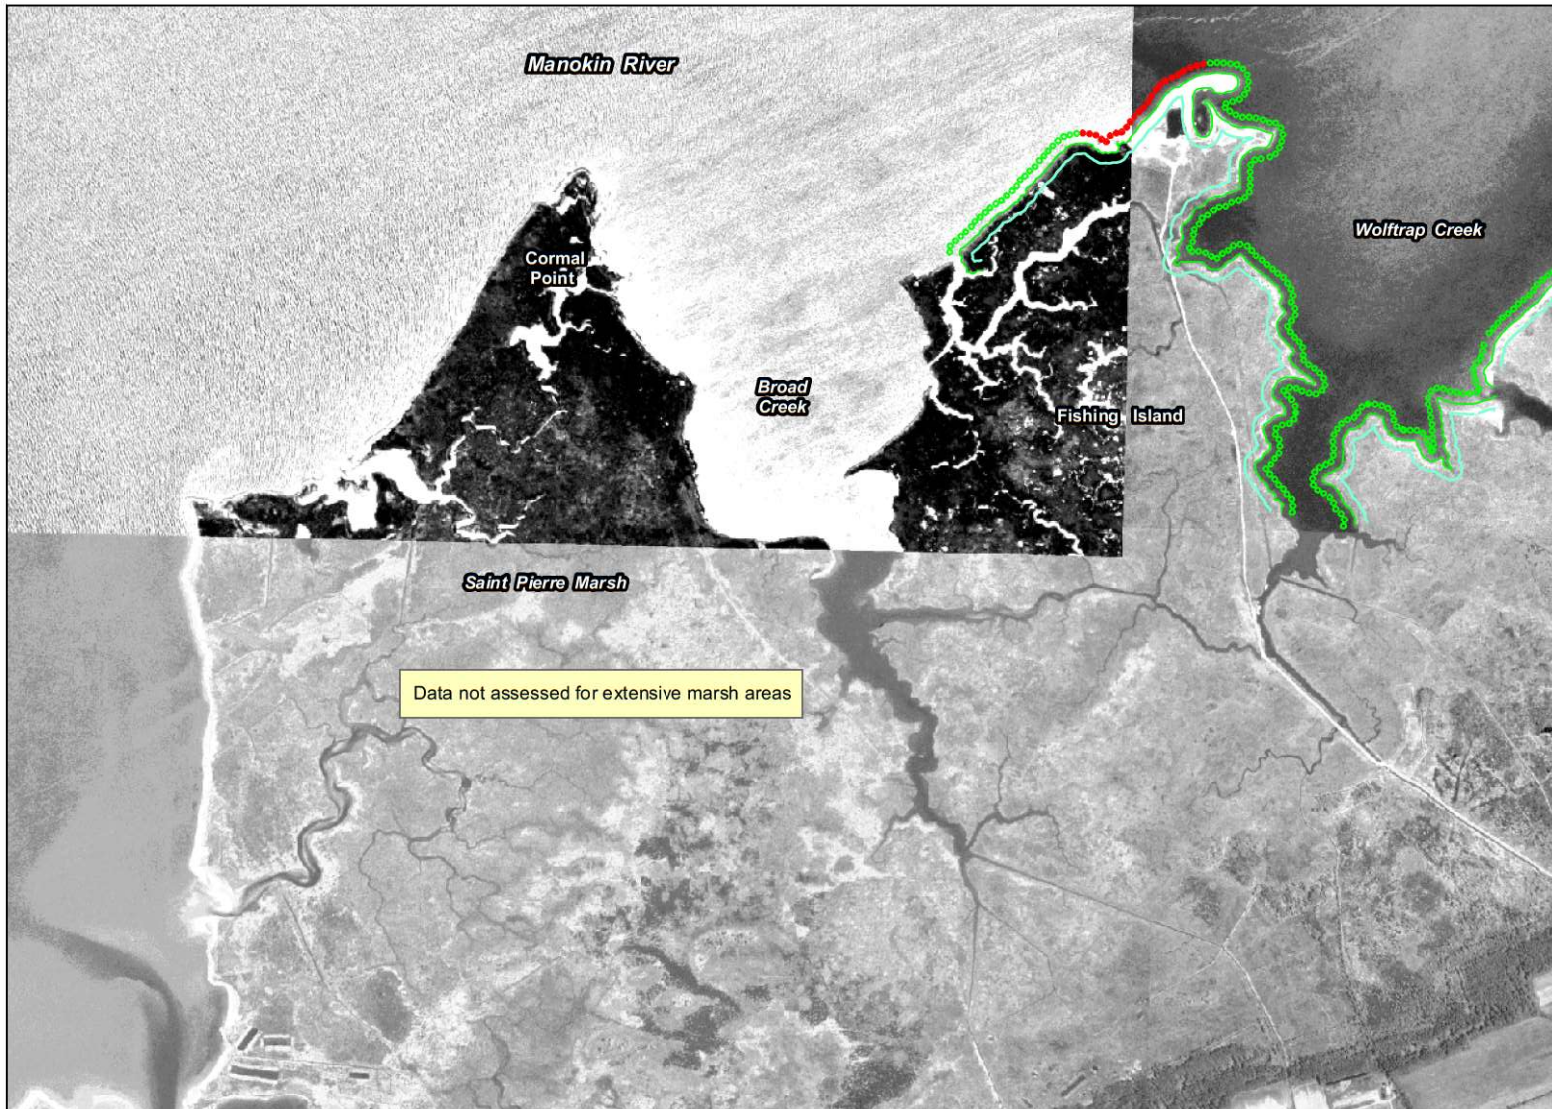 Manokin River
Wolftrap Creek
Cormal
Point
Broad
Creek
Fishing Island
Saint Pierre Marsh
Data not assessed for extensive marsh areas